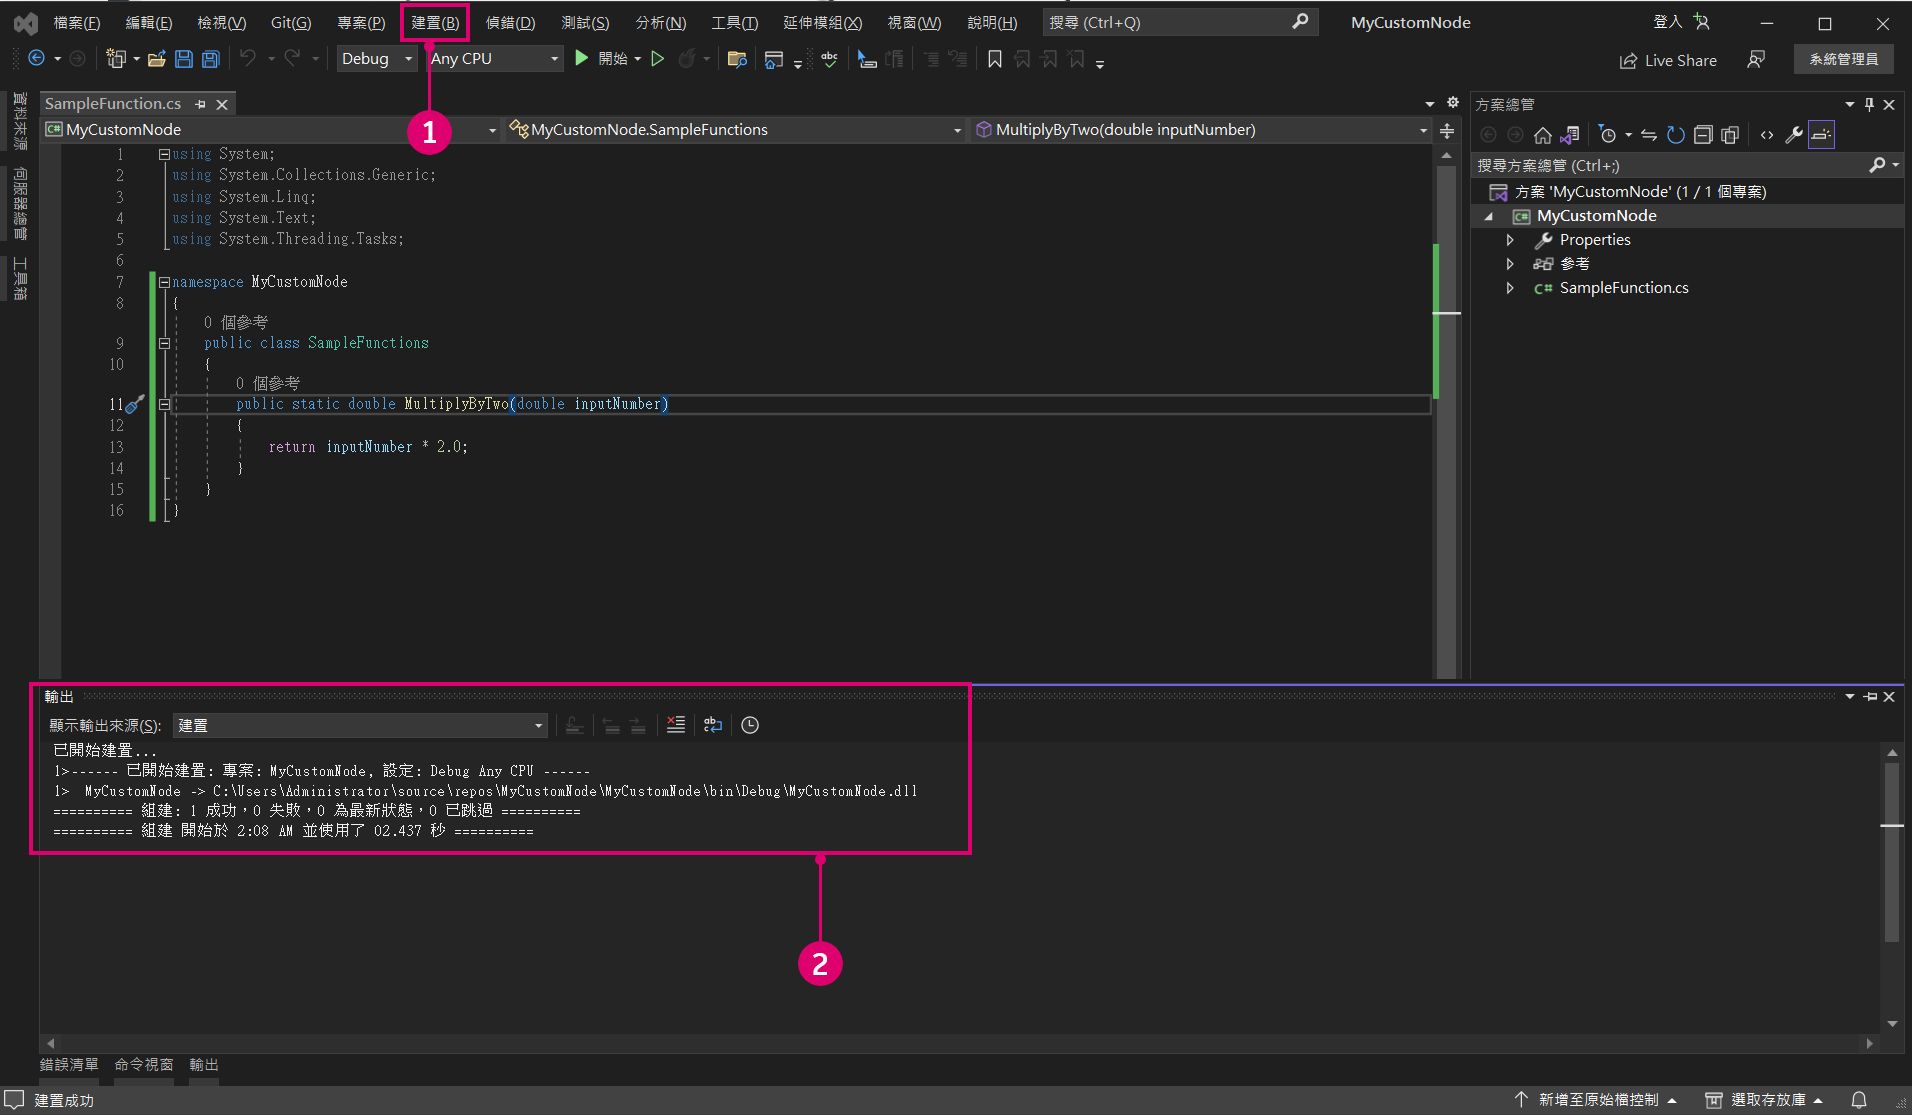 檔案(F) 編輯(E) 檢視(V) Git(G) 專案(P) 建置(B) 偵錯(D) 測試(S) 分析(N) 工具(T) 延伸模組(X) 視窗(W) 說明(H) 搜尋 (Ctrl+Q) MyCustomNode 登入
Debug Any CPU 開始 Live Share 系統管理員
1
資料來源
伺服器總管
工具箱
SampleFunction.cs
MyCustomNode MyCustomNode.SampleFunctions MultiplyByTwo(double inputNumber)
1 using System;
2 using System.Collections.Generic;
3 using System.Linq;
4 using System.Text;
5 using System.Threading.Tasks;
6
7 namespace MyCustomNode
8 {
0 個參考
9 public class SampleFunctions
10 {
0 個參考
11 public static double MultiplyByTwo(double inputNumber)
12 {
13 return inputNumber * 2.0;
14 }
15 }
16 }
方案總管
搜尋方案總管 (Ctrl+;)
方案 'MyCustomNode' (1 / 1 個專案)
C# MyCustomNode
Properties
參考
C# SampleFunction.cs
輸出
顯示輸出來源(S): 建置
已開始建置...
1>------ 已開始建置: 專案: MyCustomNode, 設定: Debug Any CPU ------
1>  MyCustomNode -> C:\Users\Administrator\source\repos\MyCustomNode\MyCustomNode\bin\Debug\MyCustomNode.dll
========== 組建: 1 成功，0 失敗，0 為最新狀態，0 已跳過 ==========
========== 組建 開始於 2:08 AM 並使用了 02.437 秒 ==========
2
錯誤清單 命令視窗 輸出
建置成功 新增至原始檔控制 選取存放庫